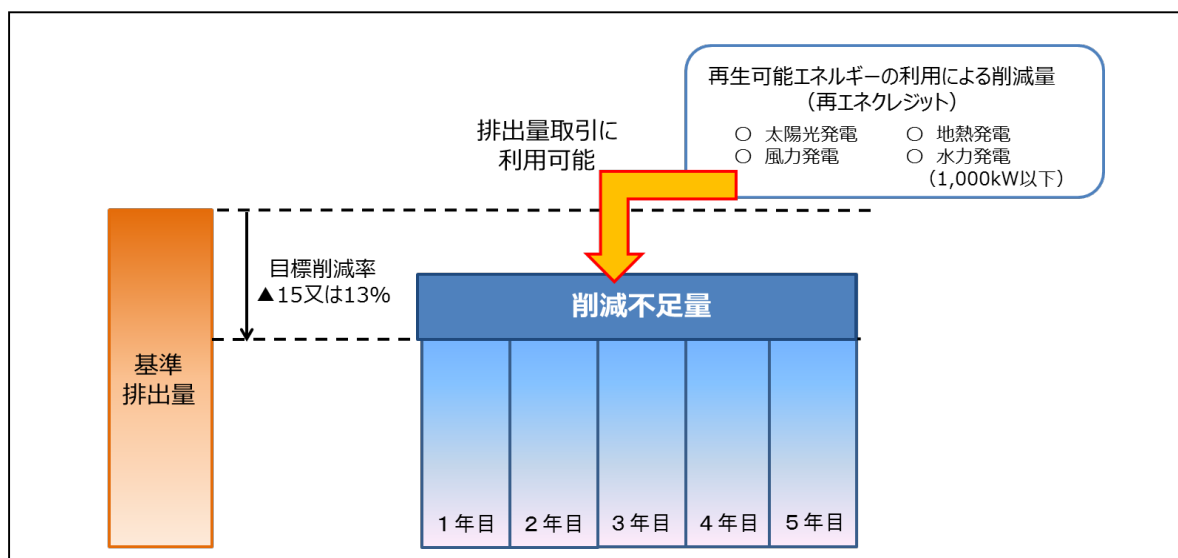 再生可能エネルギーの利用による削減量
（再エネクレジット）
○ 太陽光発電　○ 地熱発電
○ 風力発電　○ 水力発電
（1,000kW以下）
排出量取引に
利用可能
目標削減率
▲15又は13%
削減不足量
基準
排出量
１年目　２年目　３年目　４年目　５年目